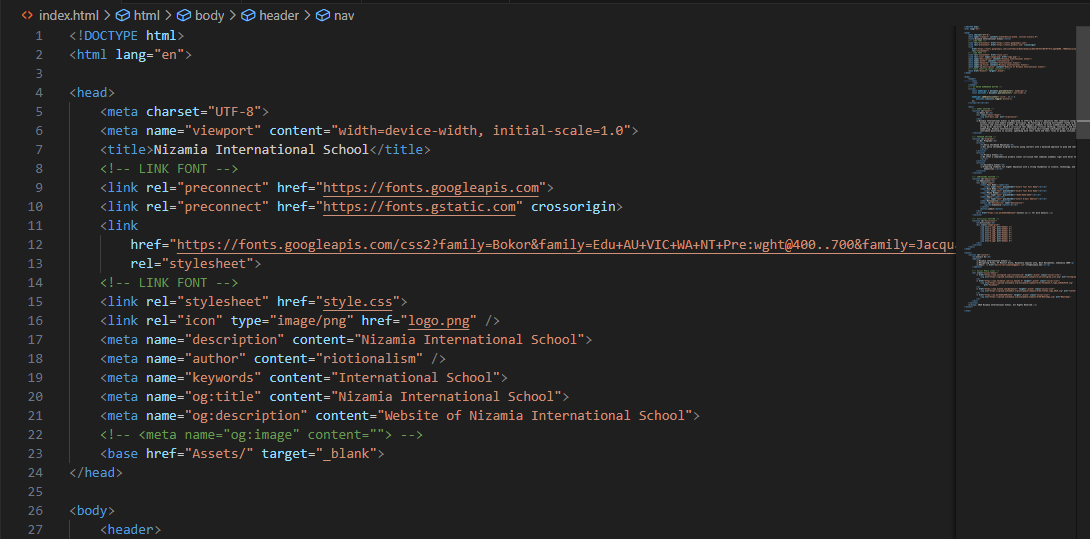 index.html > html > body > header > nav
1 <!DOCTYPE html>
2 <html lang="en">
3
4 <head>
5 <meta charset="UTF-8">
6 <meta name="viewport" content="width=device-width, initial-scale=1.0">
7 <title>Nizamia International School</title>
8 <!-- LINK FONT -->
9 <link rel="preconnect" href="https://fonts.googleapis.com">
10 <link rel="preconnect" href="https://fonts.gstatic.com" crossorigin>
11 <link
12 href="https://fonts.googleapis.com/css2?family=Bokor&family=Edu+AU+VIC+WA+NT+Pre:wght@400..700&family=Jacqu
13 rel="stylesheet">
14 <!-- LINK FONT -->
15 <link rel="stylesheet" href="style.css">
16 <link rel="icon" type="image/png" href="logo.png" />
17 <meta name="description" content="Nizamia International School">
18 <meta name="author" content="riotionalism" />
19 <meta name="keywords" content="International School">
20 <meta name="og:title" content="Nizamia International School">
21 <meta name="og:description" content="Website of Nizamia International School">
22 <!-- <meta name="og:image" content=""> -->
23 <base href="Assets/" target="_blank">
24 </head>
25
26 <body>
27 <header>